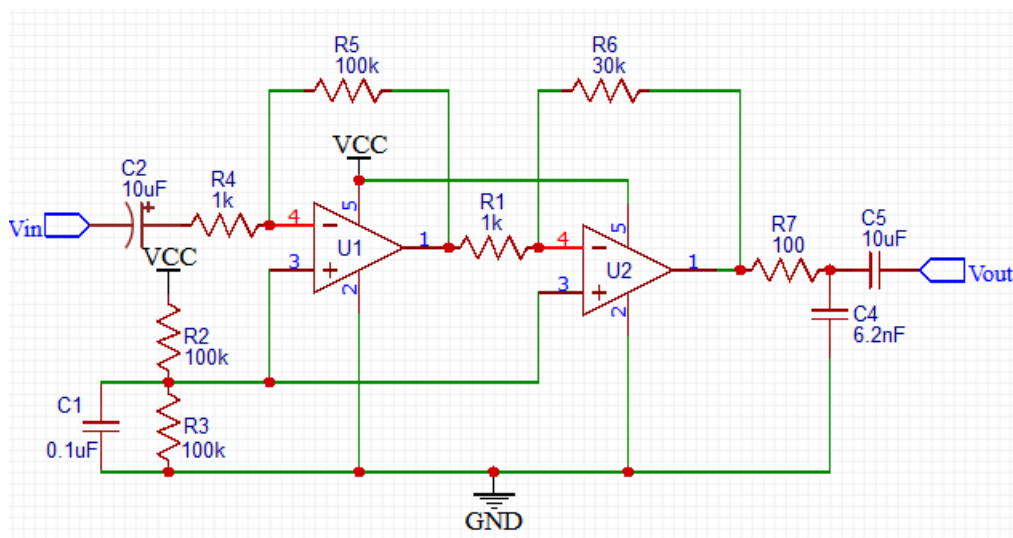 R5
100k
R6
30k
VCC
C2
10uF
R4
1k
Vin
4
5
U1
1
3
2
R1
1k
4
5
U2
1
3
2
R7
100
C5
10uF
Vout
C4
6.2nF
VCC
R2
100k
C1
0.1uF
R3
100k
GND